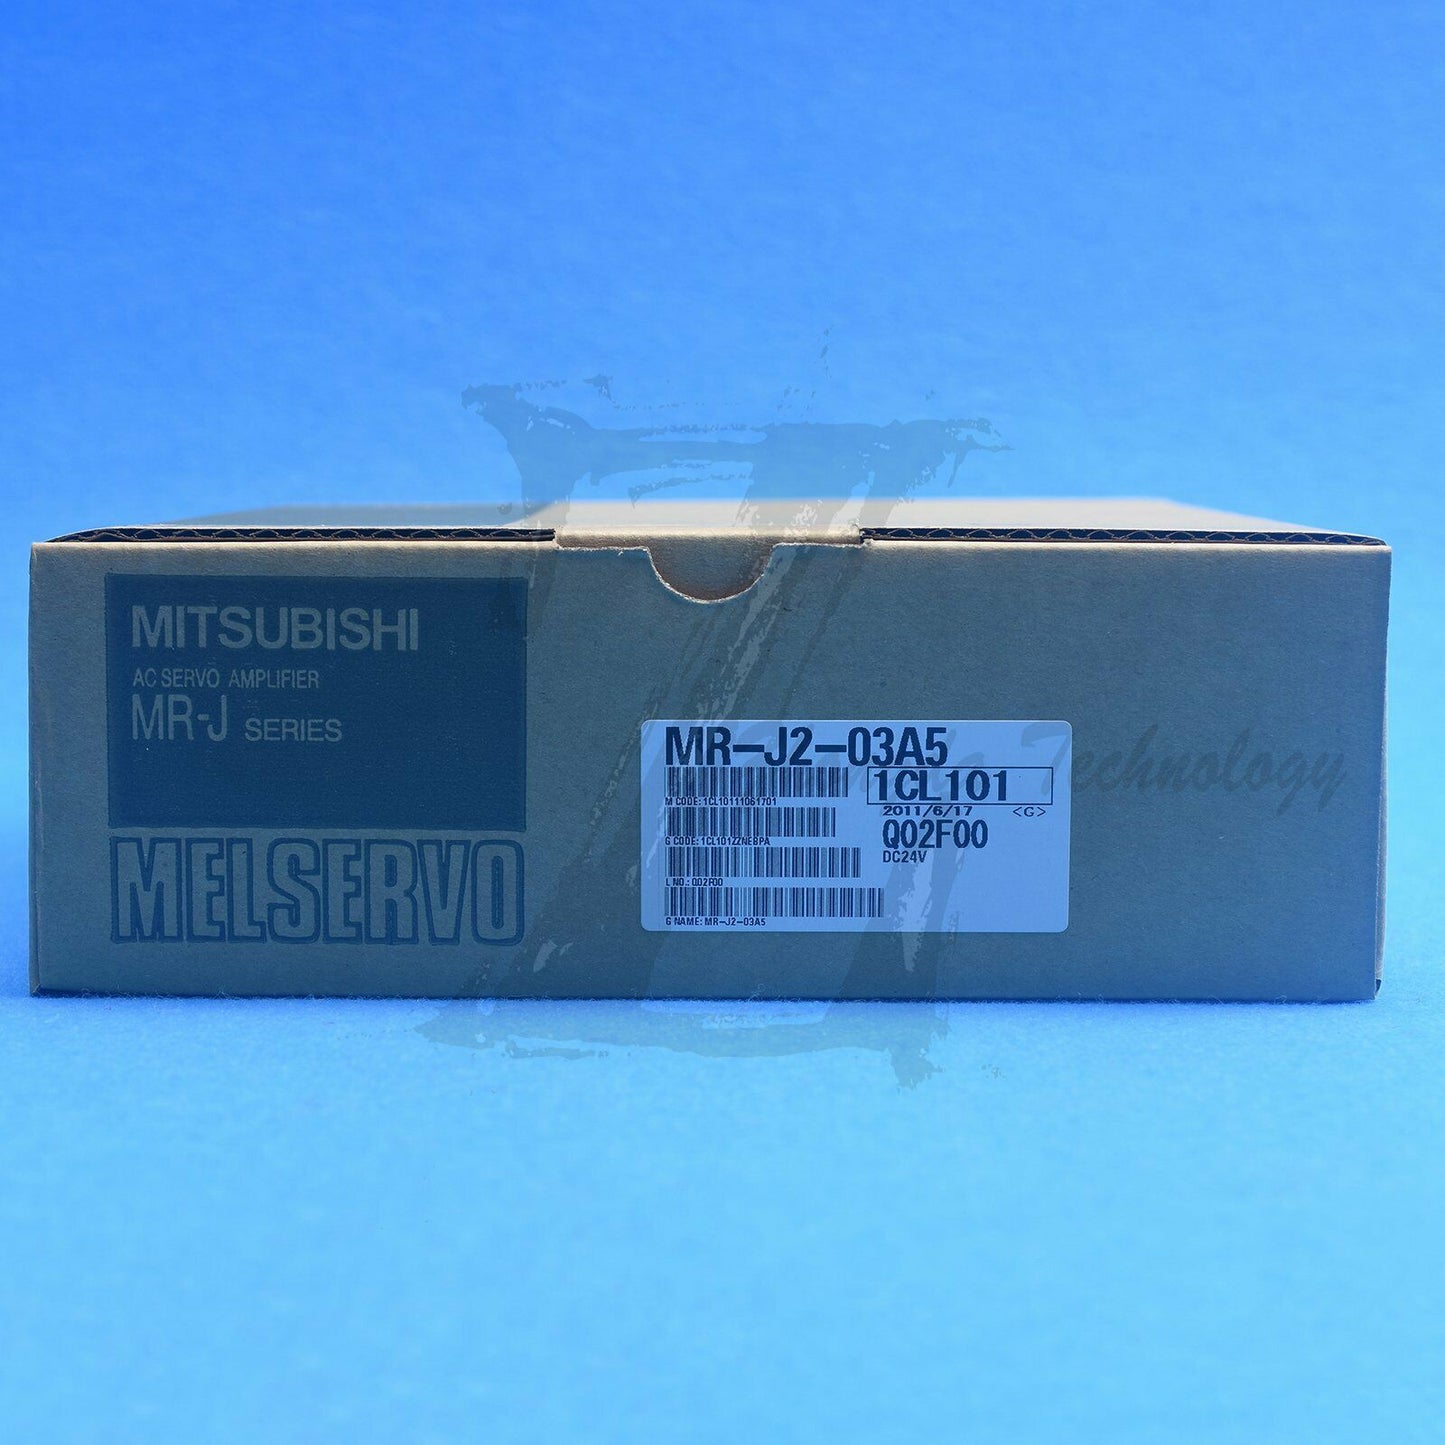 MITSUBISHI
AC SERVO AMPLIFIER
MR-J SERIES
MELSERVO
MR-J2-03A5
1CL101
M CODE: 1CL10111061701
2011/6/17 <G>
Q02F00
G CODE: 1CL101ZZNEBPA
DC24V
L NO.: Q02F00
G NAME: MR-J2-03A5
Technology